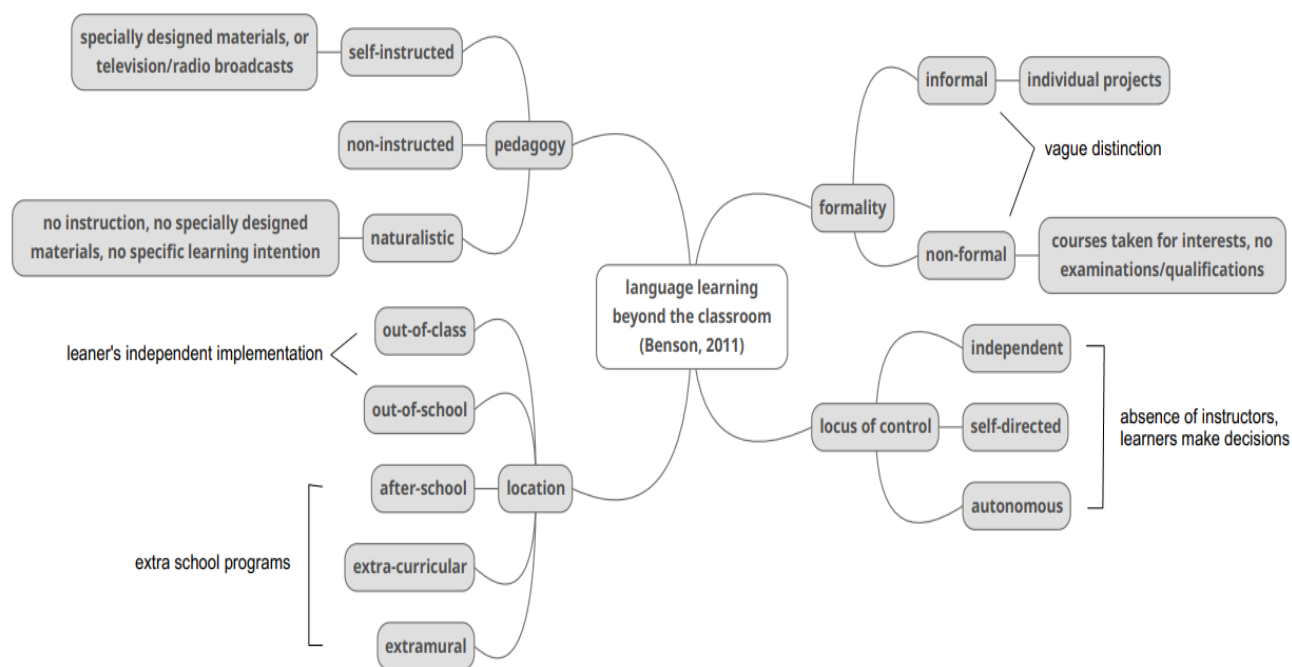 specially designed materials, or
television/radio broadcasts
self-instructed
non-instructed
pedagogy
no instruction, no specially designed
materials, no specific learning intention
naturalistic
informal
individual projects
vague distinction
formality
non-formal
courses taken for interests, no
examinations/qualifications
language learning
beyond the classroom
(Benson, 2011)
out-of-class
leaner's independent implementation
out-of-school
after-school
location
extra school programs
extra-curricular
extramural
independent
locus of control
self-directed
absence of instructors,
learners make decisions
autonomous